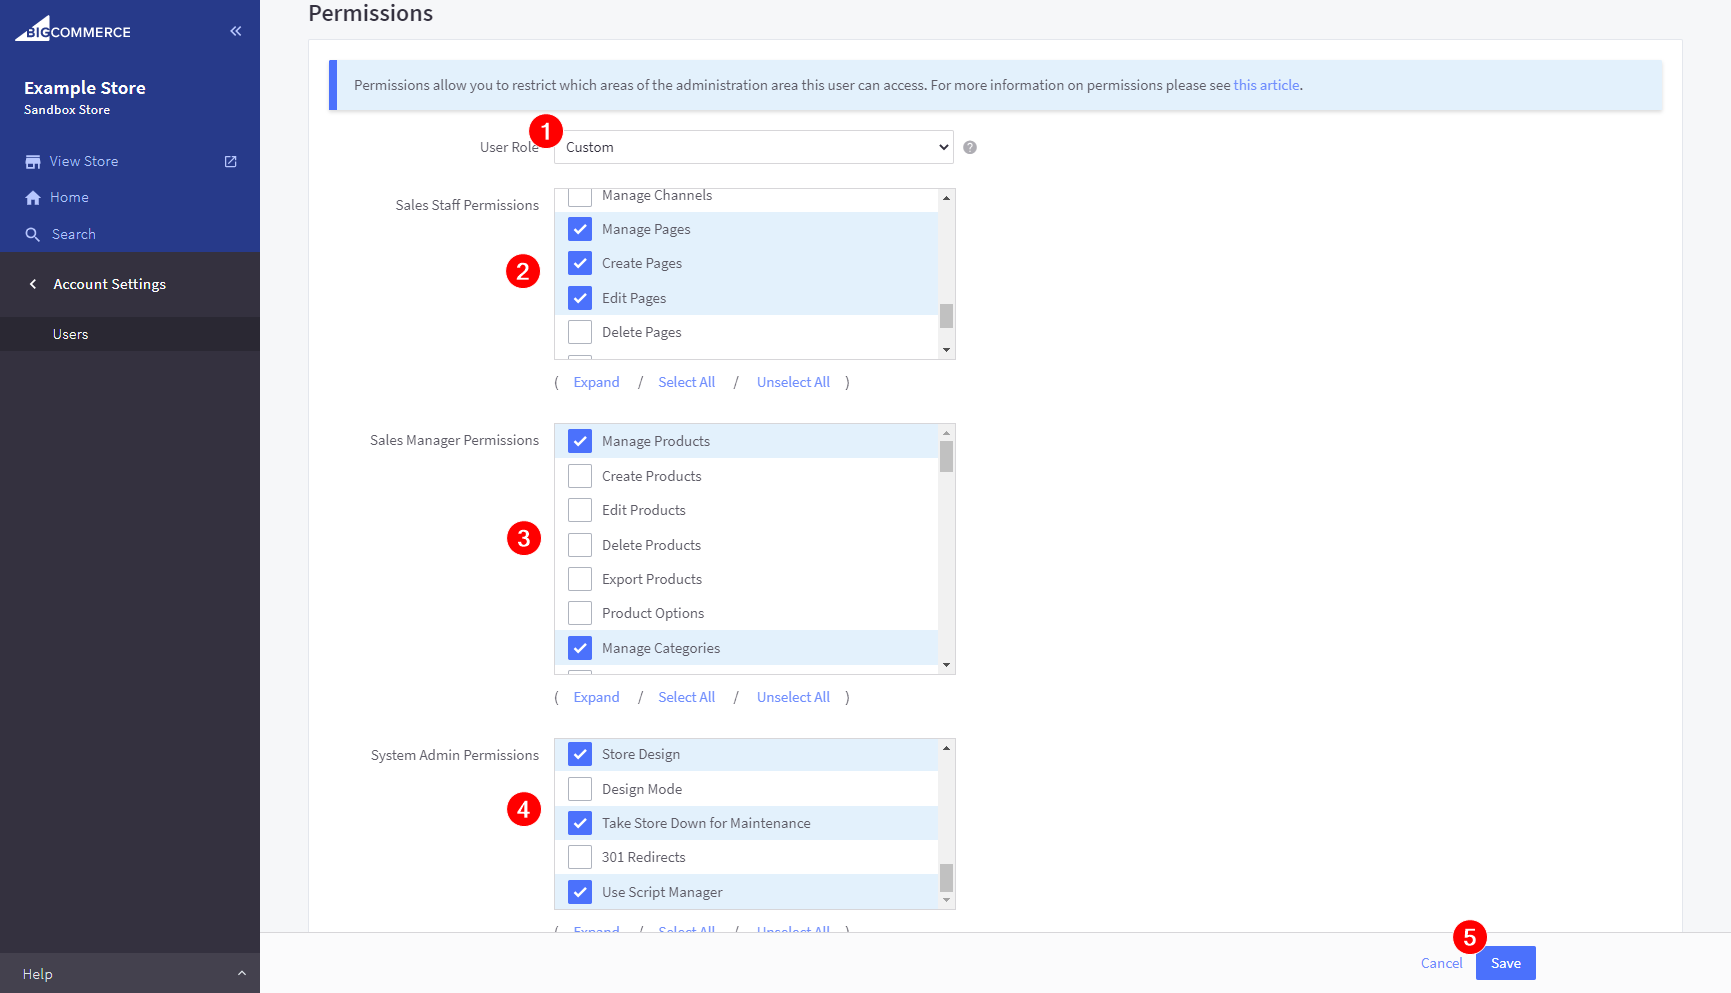 BIGCOMMERCE
Example Store
Sandbox Store
View Store
Home
Search
Account Settings
Users
Help
Permissions
Permissions allow you to restrict which areas of the administration area this user can access. For more information on permissions please see this article.
1
User Role
Custom
?
Sales Staff Permissions
2
Manage Channels
Manage Pages
Create Pages
Edit Pages
Delete Pages
( Expand / Select All / Unselect All )
Sales Manager Permissions
3
Manage Products
Create Products
Edit Products
Delete Products
Export Products
Product Options
Manage Categories
( Expand / Select All / Unselect All )
System Admin Permissions
4
Store Design
Design Mode
Take Store Down for Maintenance
301 Redirects
Use Script Manager
( Expand / Select All / Unselect All )
5
Cancel
Save